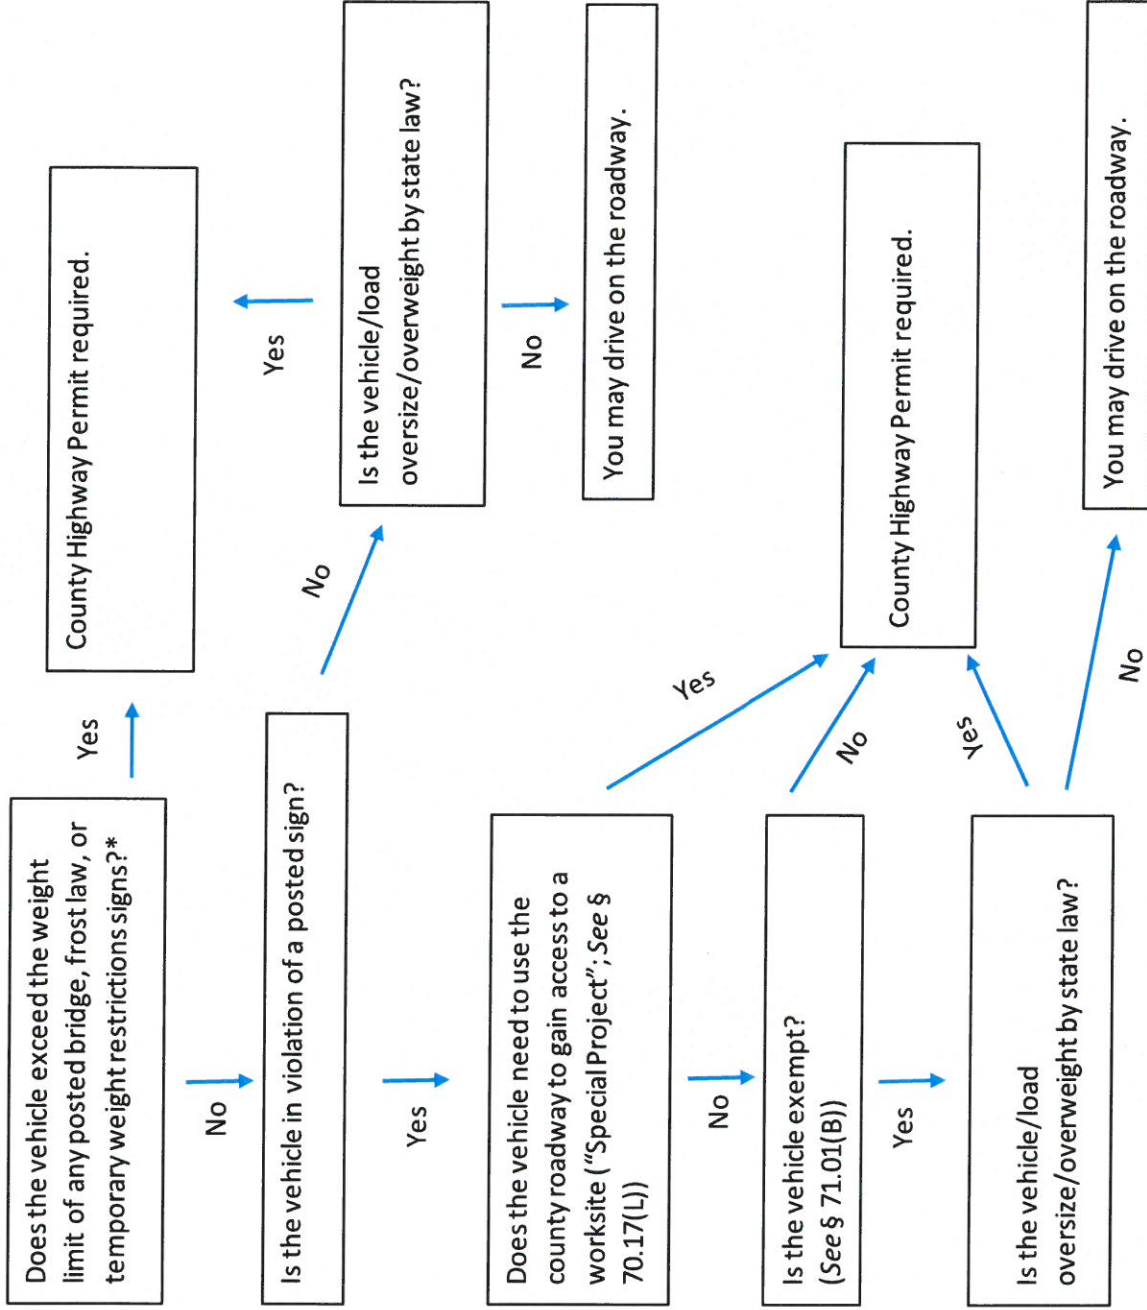 Does the vehicle exceed the weight
limit of any posted bridge, frost law, or
temporary weight restrictions signs?*
Yes
County Highway Permit required.
No
Is the vehicle in violation of a posted sign?
No
Yes
Is the vehicle/load
oversize/overweight by state law?
No
You may drive on the roadway.
Yes
Does the vehicle need to use the
county roadway to gain access to a
worksite (“Special Project”; See §
70.17(L))
Yes
No
Is the vehicle exempt?
(See § 71.01(B))
No
County Highway Permit required.
Yes
Is the vehicle/load
oversize/overweight by state law?
Yes
No
You may drive on the roadway.